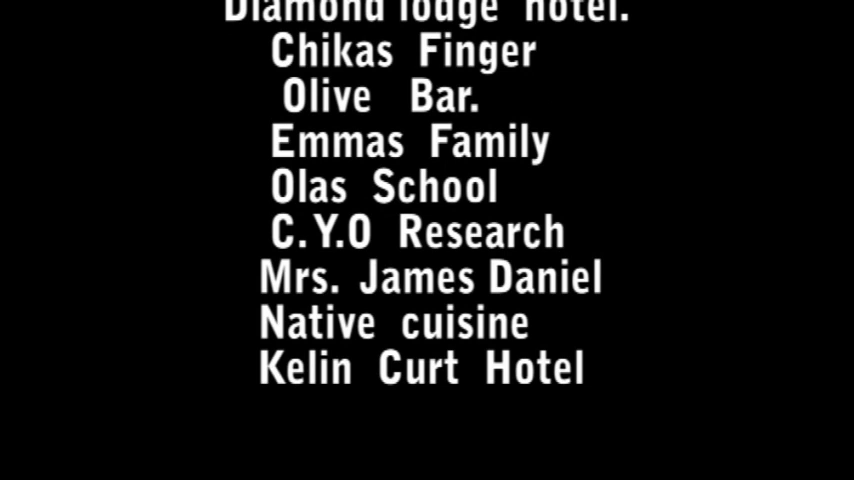 Diamond lodge hotel.
Chikas Finger
Olive Bar.
Emmas Family
Olas School
C.Y.O Research
Mrs. James Daniel
Native cuisine
Kelin Curt Hotel